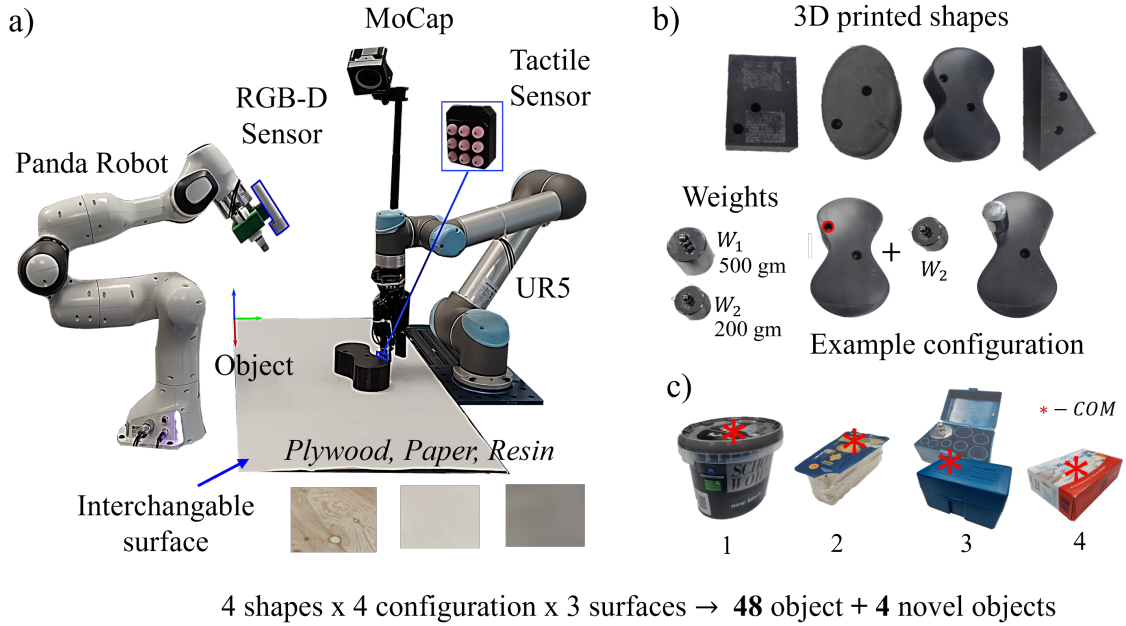 a)
MoCap
Tactile
Sensor
RGB-D
Sensor
Panda Robot
UR5
Object
Plywood, Paper, Resin
Interchangable
surface
b)
3D printed shapes
Weights
W₁
500 gm
W₂
200 gm
+
W₂
Example configuration
c)
* – COM
1
2
3
4
4 shapes x 4 configuration x 3 surfaces → 48 object + 4 novel objects